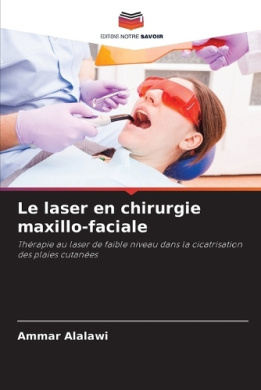 EDITIONS NOTRE SAVOIR
Le laser en chirurgie
maxillo-faciale
Thérapie au laser de faible niveau dans la cicatrisation
des plaies cutanées
Ammar Alalawi